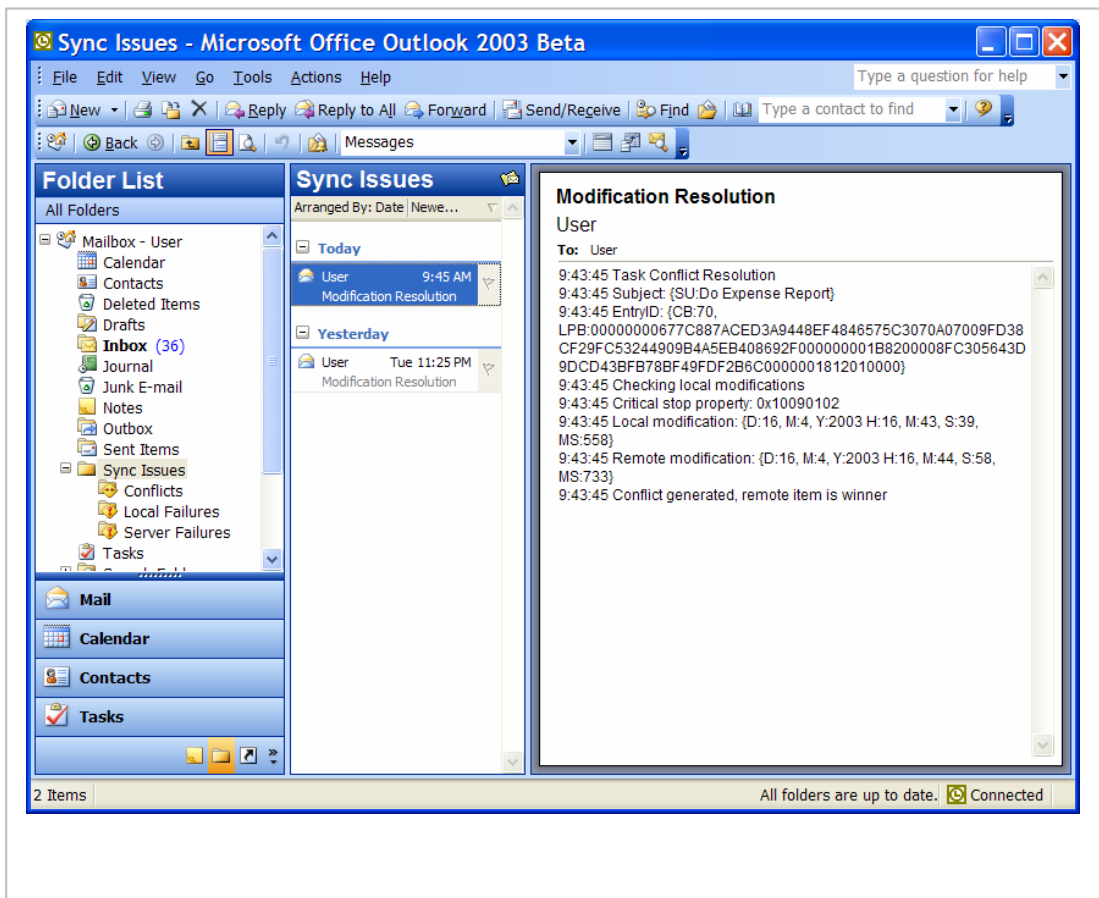 Sync Issues - Microsoft Office Outlook 2003 Beta
File Edit View Go Tools Actions Help
Type a question for help
New Reply Reply to All Forward Send/Receive Find Type a contact to find
Back Messages
Folder List
All Folders
Mailbox - User
Calendar
Contacts
Deleted Items
Drafts
Inbox (36)
Journal
Junk E-mail
Notes
Outbox
Sent Items
Sync Issues
Conflicts
Local Failures
Server Failures
Tasks
Mail
Calendar
Contacts
Tasks
Sync Issues
Arranged By: Date Newe...
Today
User 9:45 AM
Modification Resolution
Yesterday
User Tue 11:25 PM
Modification Resolution
Modification Resolution
User
To: User
9:43:45 Task Conflict Resolution
9:43:45 Subject: {SU:Do Expense Report}
9:43:45 EntryID: {CB:70,
LPB:00000000677C887ACED3A9448EF4846575C3070A07009FD38
CF29FC53244909B4A5EB408692F000000001B8200008FC305643D
9DCD43BFB78BF49FDF2B6C0000001812010000}
9:43:45 Checking local modifications
9:43:45 Critical stop property: 0x10090102
9:43:45 Local modification: {D:16, M:4, Y:2003 H:16, M:43, S:39,
MS:558}
9:43:45 Remote modification: {D:16, M:4, Y:2003 H:16, M:44, S:58,
MS:733}
9:43:45 Conflict generated, remote item is winner
2 Items
All folders are up to date. Connected